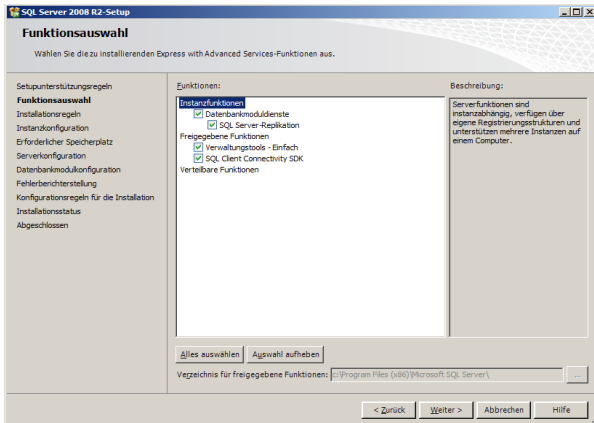 SQL Server 2008 R2-Setup
Funktionsauswahl
Wählen Sie die zu installierenden Express with Advanced Services-Funktionen aus.
Setupunterstützungsregeln
Funktionsauswahl
Installationsregeln
Instanzkonfiguration
Erforderlicher Speicherplatz
Serverkonfiguration
Datenbankmodulkonfiguration
Fehlerberichterstellung
Konfigurationsregeln für die Installation
Installationsstatus
Abgeschlossen
Funktionen:
Instanzfunktionen
Datenbankmoduldienste
SQL Server-Replikation
Freigegebene Funktionen
Verwaltungstools - Einfach
SQL Client Connectivity SDK
Verteilbare Funktionen
Beschreibung:
Serverfunktionen sind
instanzabhängig, verfügen über
eigene Registrierungsstrukturen und
unterstützen mehrere Instanzen auf
einem Computer.
Alles auswählen
Auswahl aufheben
Verzeichnis für freigegebene Funktionen:
c:\Program Files (x86)\Microsoft SQL Server\
...
< Zurück
Weiter >
Abbrechen
Hilfe